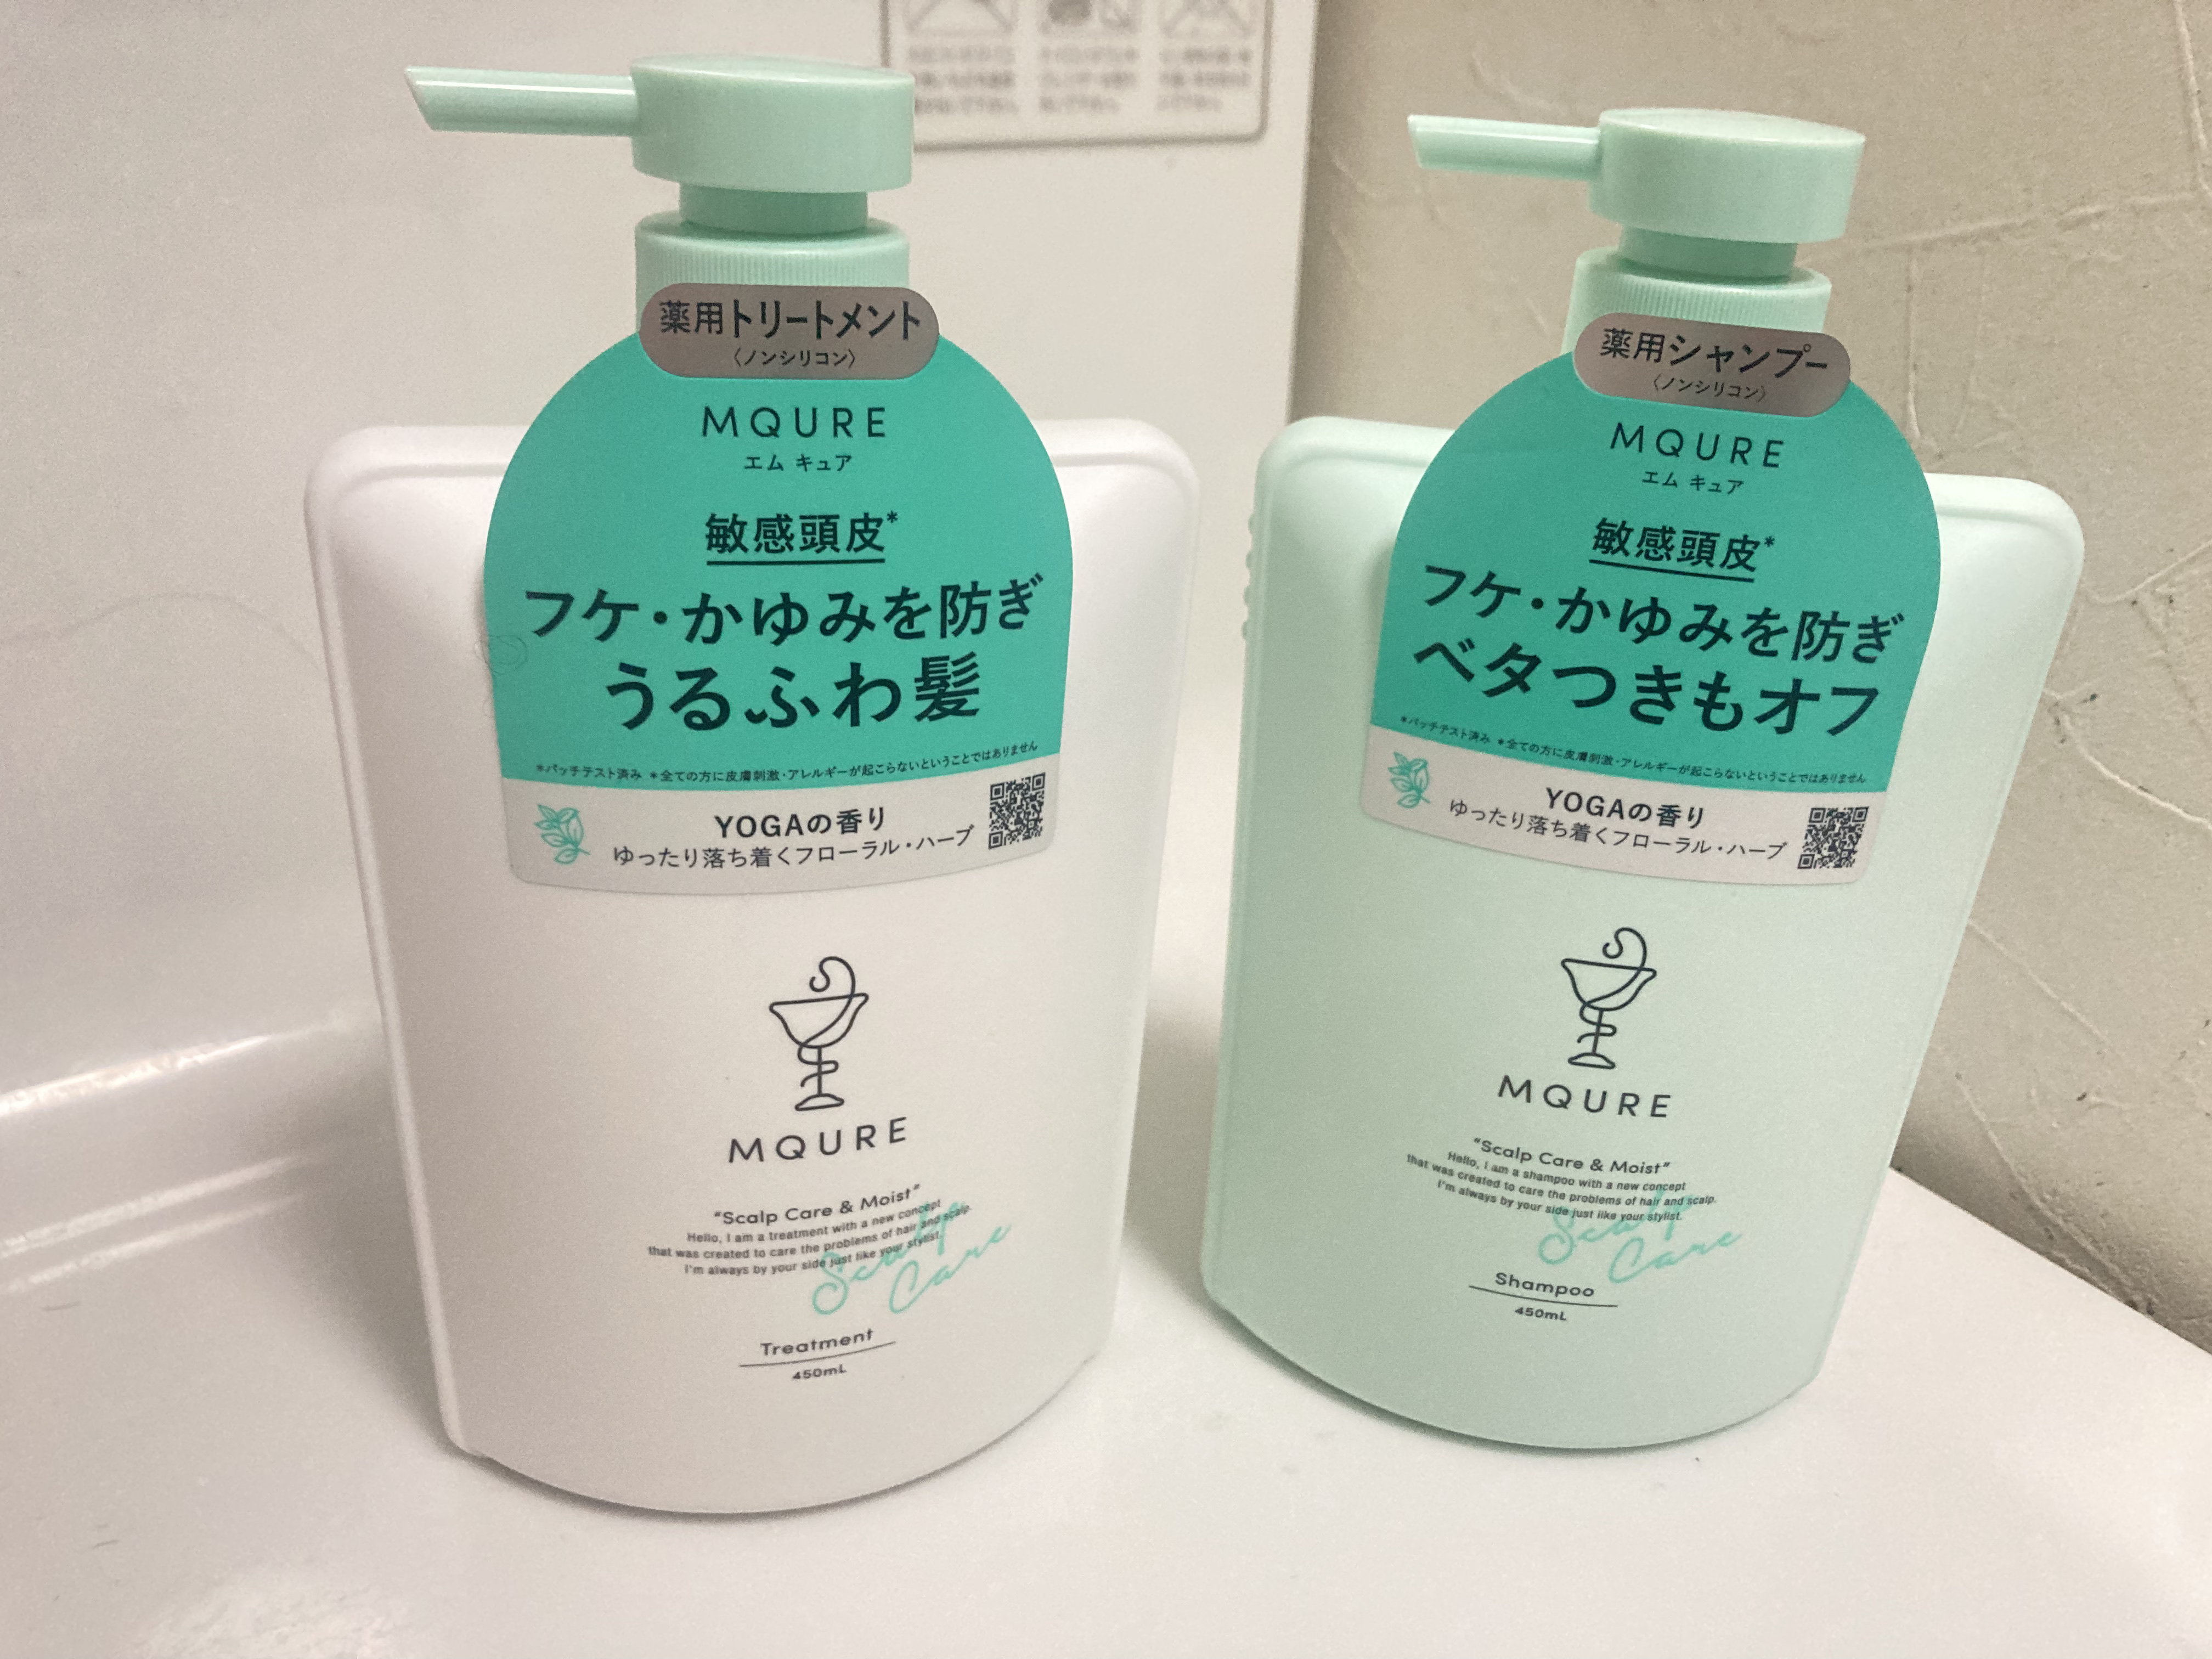 薬用トリートメント
〈ノンシリコン〉
MQURE
エム キュア
敏感頭皮*
フケ・かゆみを防ぎ
うるふわ髪
*パッチテスト済み *全ての方に皮膚刺激・アレルギーが起こらないということではありません
YOGAの香り
ゆったり落ち着くフローラル・ハーブ
MQURE
"Scalp Care & Moist"
Hello, I am a treatment with a new concept
that was created to care the problems of hair and scalp.
I'm always by your side just like your stylist.
Scalp
Care
Treatment
450mL
薬用シャンプー
〈ノンシリコン〉
MQURE
エム キュア
敏感頭皮*
フケ・かゆみを防ぎ
ベタつきもオフ
*パッチテスト済み *全ての方に皮膚刺激・アレルギーが起こらないということではありません
YOGAの香り
ゆったり落ち着くフローラル・ハーブ
MQURE
"Scalp Care & Moist"
Hello, I am a shampoo with a new concept
that was created to care the problems of hair and scalp.
I'm always by your side just like your stylist.
Scalp
Care
Shampoo
450mL